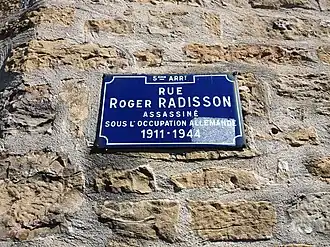 5ème ARRt
RUE
ROGER RADISSON
ASSASSINÉ
SOUS L'OCCUPATION ALLEMANDE
1911-1944